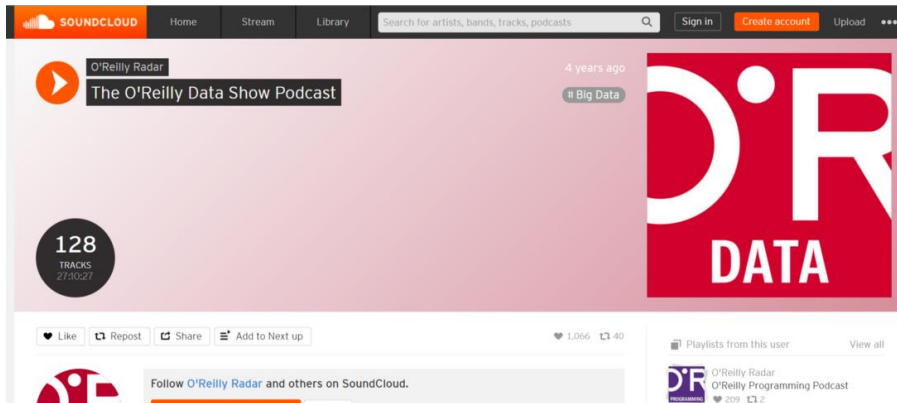 SOUNDCLOUD Home Stream Library Search for artists, bands, tracks, podcasts Sign in Create account Upload
O'Reilly Radar
The O'Reilly Data Show Podcast
4 years ago
# Big Data
128
TRACKS
27:10:27
O'R
DATA
Like Repost Share Add to Next up 1,066 40
Follow O'Reilly Radar and others on SoundCloud.
Playlists from this user View all
O'R
PROGRAMMING
O'Reilly Radar
O'Reilly Programming Podcast
209 2